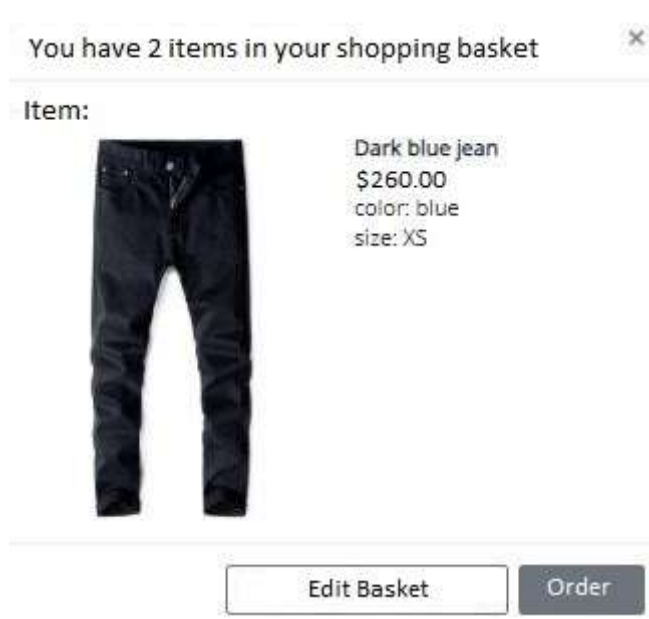 You have 2 items in your shopping basket
×
Item:
Dark blue jean
$260.00
color: blue
size: XS
Edit Basket
Order